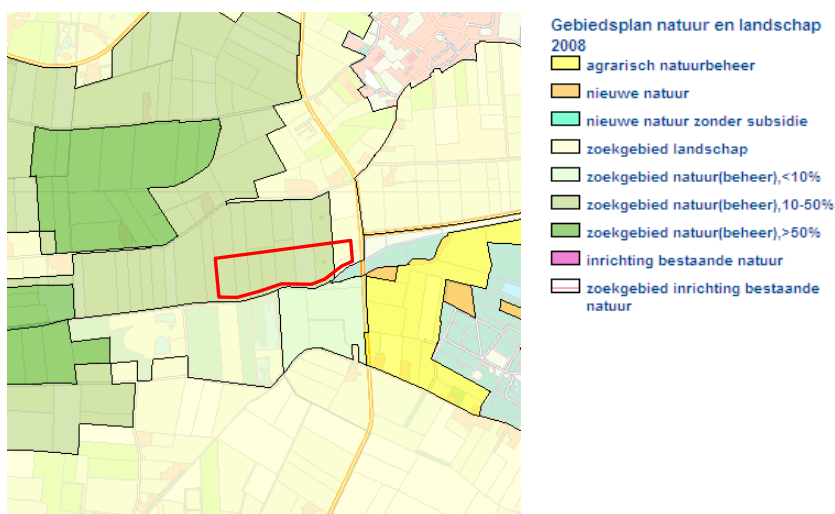 Gebiedsplan natuur en landschap
2008
agrarisch natuurbeheer
nieuwe natuur
nieuwe natuur zonder subsidie
zoekgebied landschap
zoekgebied natuur(beheer),<10%
zoekgebied natuur(beheer),10-50%
zoekgebied natuur(beheer),>50%
inrichting bestaande natuur
zoekgebied inrichting bestaande
natuur